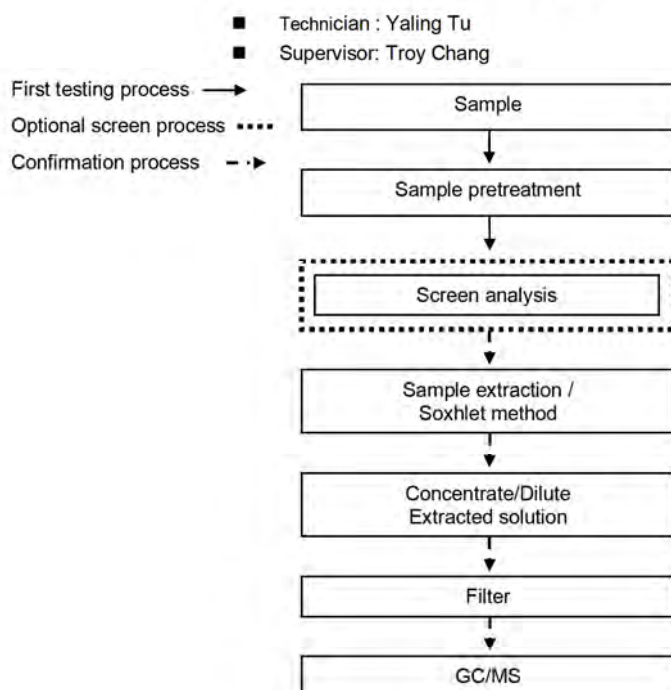 ■ Technician : Yaling Tu
■ Supervisor: Troy Chang
First testing process
Optional screen process
Confirmation process
Sample
Sample pretreatment
Screen analysis
Sample extraction /
Soxhlet method
Concentrate/Dilute
Extracted solution
Filter
GC/MS